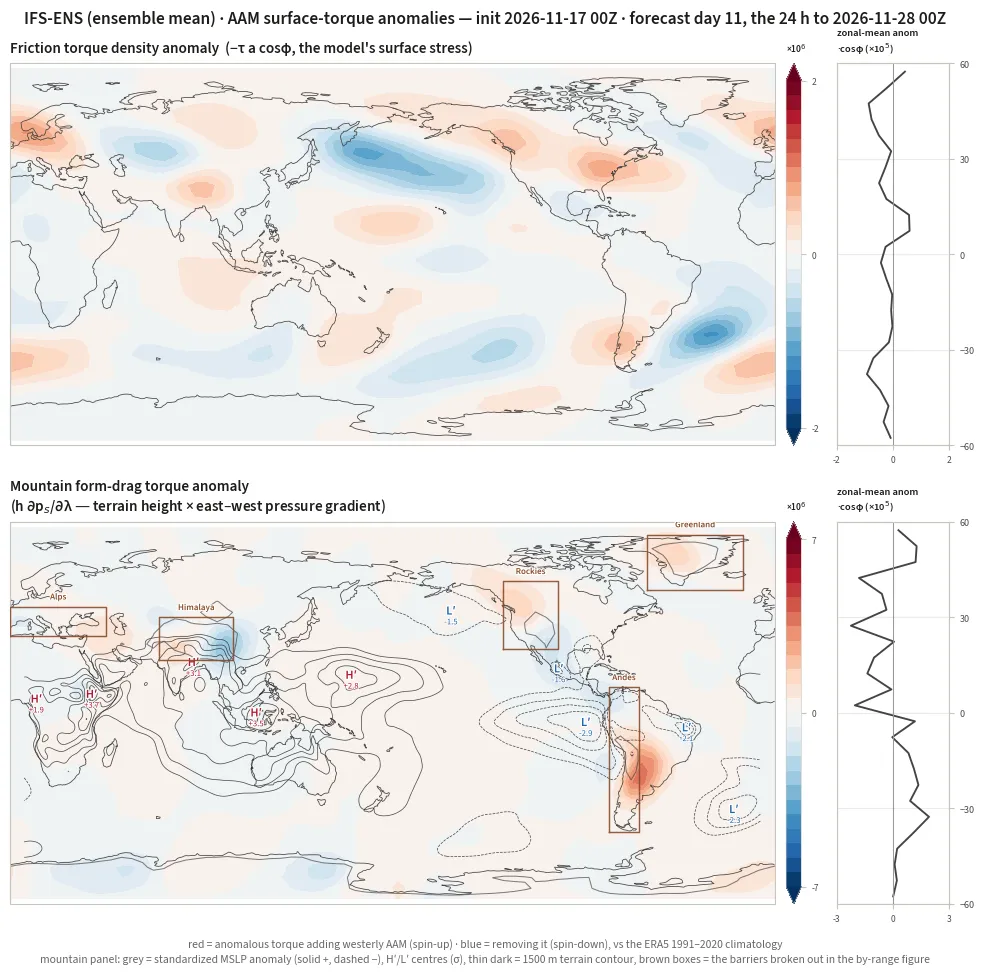 IFS-ENS (ensemble mean) · AAM surface-torque anomalies — init 2026-11-17 00Z · forecast day 11, the 24 h to 2026-11-28 00Z
Friction torque density anomaly (−τ a cosφ, the model's surface stress)
×10⁶
2
0
-2
zonal-mean anom
·cosφ (×10⁵)
60
30
0
−30
−60
-2
0
2
Mountain form-drag torque anomaly
(h ∂pₛ/∂λ — terrain height × east–west pressure gradient)
×10⁶
7
0
-7
zonal-mean anom
·cosφ (×10⁵)
60
30
0
−30
−60
-3
0
3
Greenland
Rockies
Alps
Himalaya
Andes
L′
-1.5
H′
+3.1
H′
+2.8
H′
+1.9
H′
H′
L′
L′
-2.9
L′
L′
-2.3
red = anomalous torque adding westerly AAM (spin-up) · blue = removing it (spin-down), vs the ERA5 1991–2020 climatology
mountain panel: grey = standardized MSLP anomaly (solid +, dashed −), H′/L′ centres (σ), thin dark = 1500 m terrain contour, brown boxes = the barriers broken out in the by-range figure